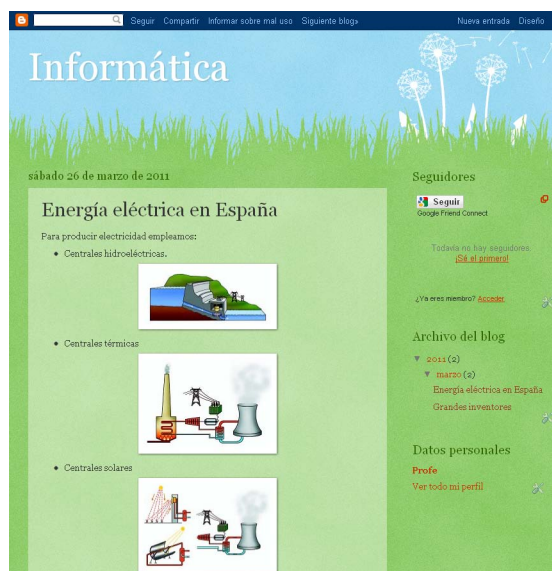 Seguir Compartir Informar sobre mal uso Siguiente blog» Nueva entrada Diseño
Informática
sábado 26 de marzo de 2011
Energía eléctrica en España
Para producir electricidad empleamos:
Centrales hidroeléctricas.
Centrales térmicas
Centrales solares
Seguidores
Seguir
Google Friend Connect
Todavía no hay seguidores.
¡Sé el primero!
¿Ya eres miembro? Acceder
Archivo del blog
▼ 2011 (2)
▼ marzo (2)
Energía eléctrica en España
Grandes inventores
Datos personales
Profe
Ver todo mi perfil